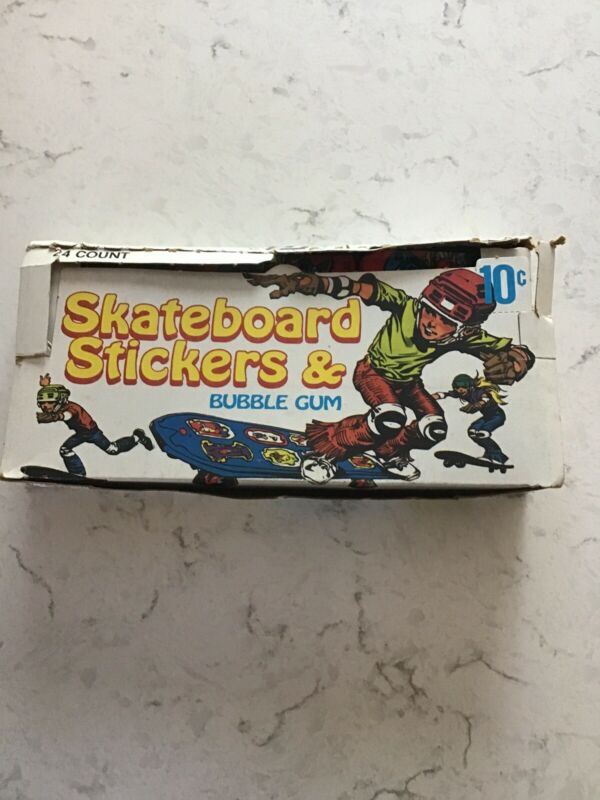 24 COUNT
10¢
Skateboard
Stickers &
BUBBLE GUM